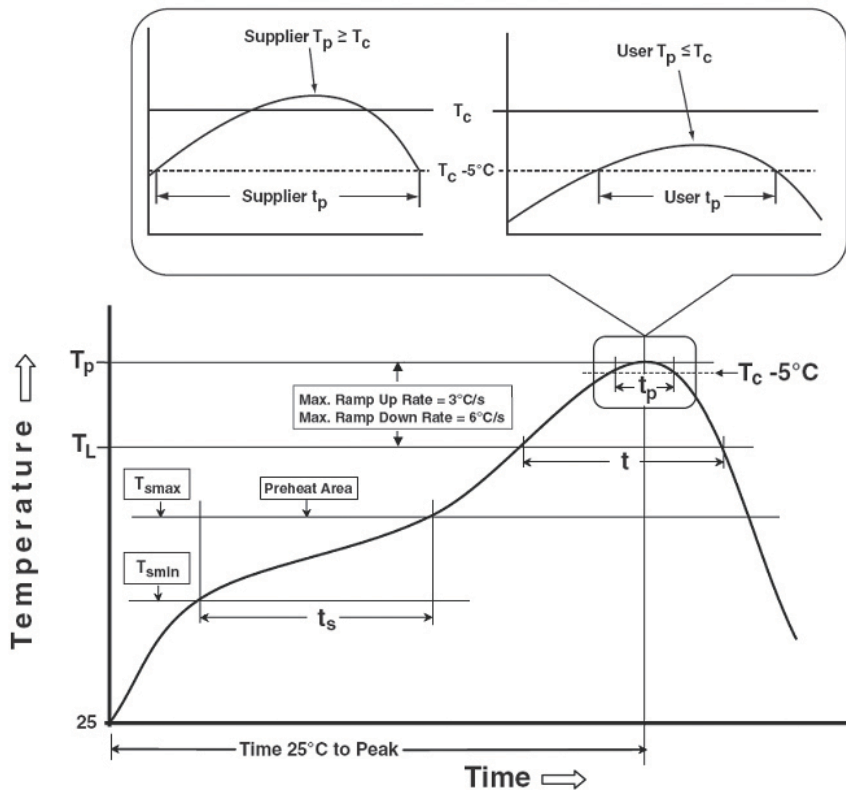 Supplier Tp ≥ Tc
User Tp ≤ Tc
Tc
Tc -5°C
Supplier tp
User tp
Tp
Tc -5°C
tp
Max. Ramp Up Rate = 3°C/s
Max. Ramp Down Rate = 6°C/s
TL
t
Tsmax
Preheat Area
Tsmin
ts
Temperature
25
Time 25°C to Peak
Time